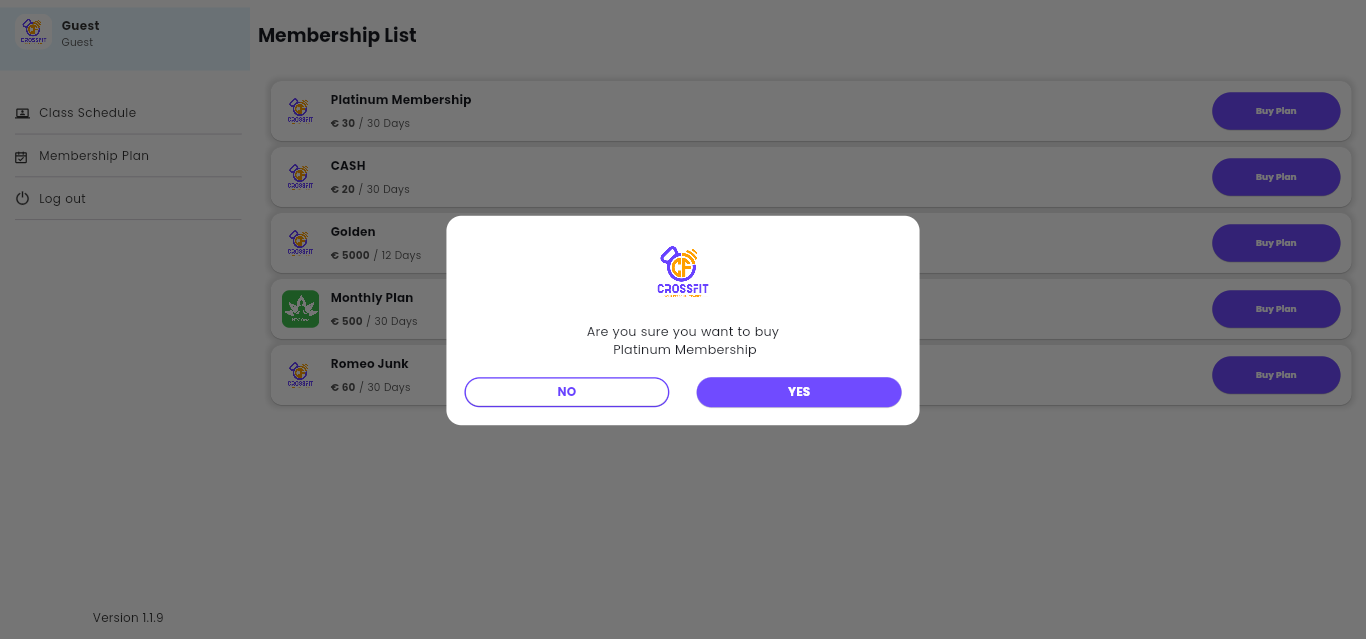 Guest
Guest
CROSSFIT
Class Schedule
Membership Plan
Log out
Version 1.1.9
Membership List
CROSSFIT
Platinum Membership
€ 30 / 30 Days
Buy Plan
CROSSFIT
CASH
€ 20 / 30 Days
Buy Plan
CROSSFIT
Golden
€ 5000 / 12 Days
Buy Plan
Monthly Plan
€ 500 / 30 Days
Buy Plan
CROSSFIT
Romeo Junk
€ 60 / 30 Days
Buy Plan
CF
CROSSFIT
Are you sure you want to buy
Platinum Membership
NO
YES